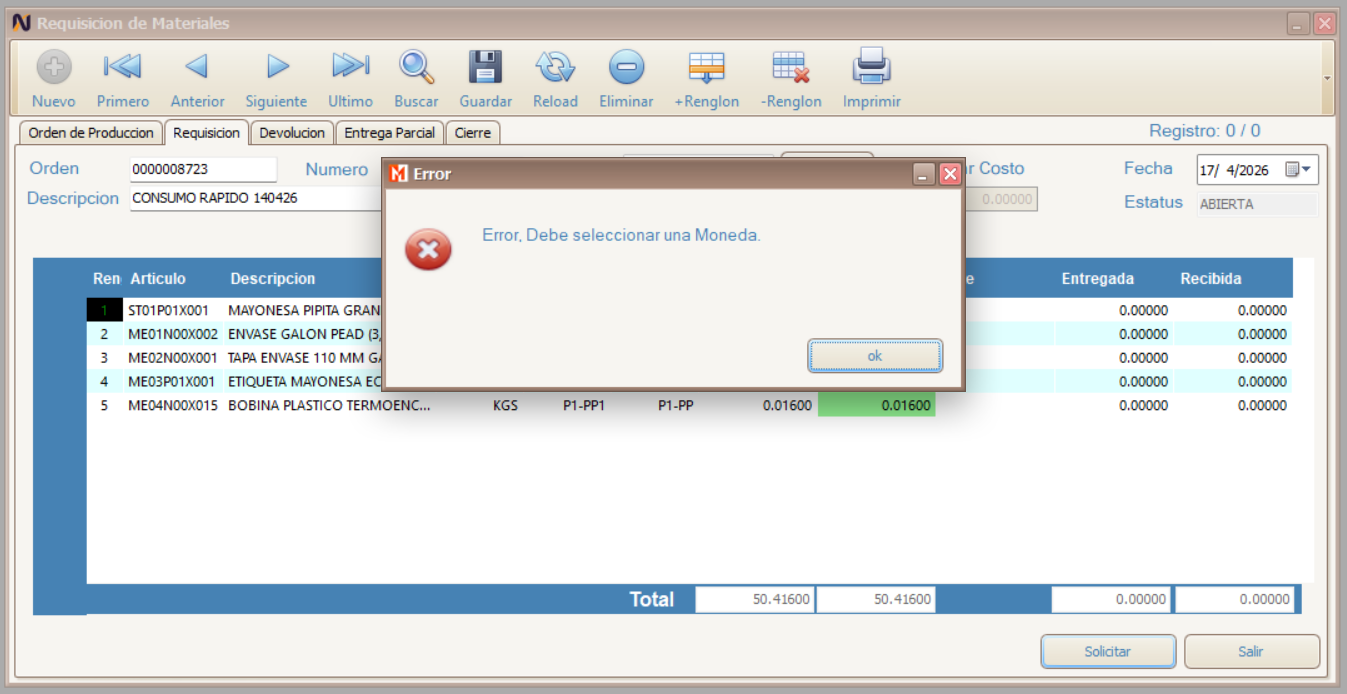 Requisicion de Materiales
Nuevo Primero Anterior Siguiente Ultimo Buscar Guardar Reload Eliminar +Renglon -Renglon Imprimir
Orden de Produccion Requisicion Devolucion Entrega Parcial Cierre Registro: 0 / 0
Orden 0000008723 Numero Costo Fecha 17/ 4/2026
Descripcion CONSUMO RAPIDO 140426 0.00000 Estatus ABIERTA
Error
Error, Debe seleccionar una Moneda.
ok
Ren Articulo Descripcion Entregada Recibida
1 ST01P01X001 MAYONESA PIPITA GRAN 0.00000 0.00000
2 ME01N00X002 ENVASE GALON PEAD (3, 0.00000 0.00000
3 ME02N00X001 TAPA ENVASE 110 MM GA 0.00000 0.00000
4 ME03P01X001 ETIQUETA MAYONESA EC 0.00000 0.00000
5 ME04N00X015 BOBINA PLASTICO TERMOENC... KGS P1-PP1 P1-PP 0.01600 0.01600 0.00000 0.00000
Total 50.41600 50.41600 0.00000 0.00000
Solicitar Salir